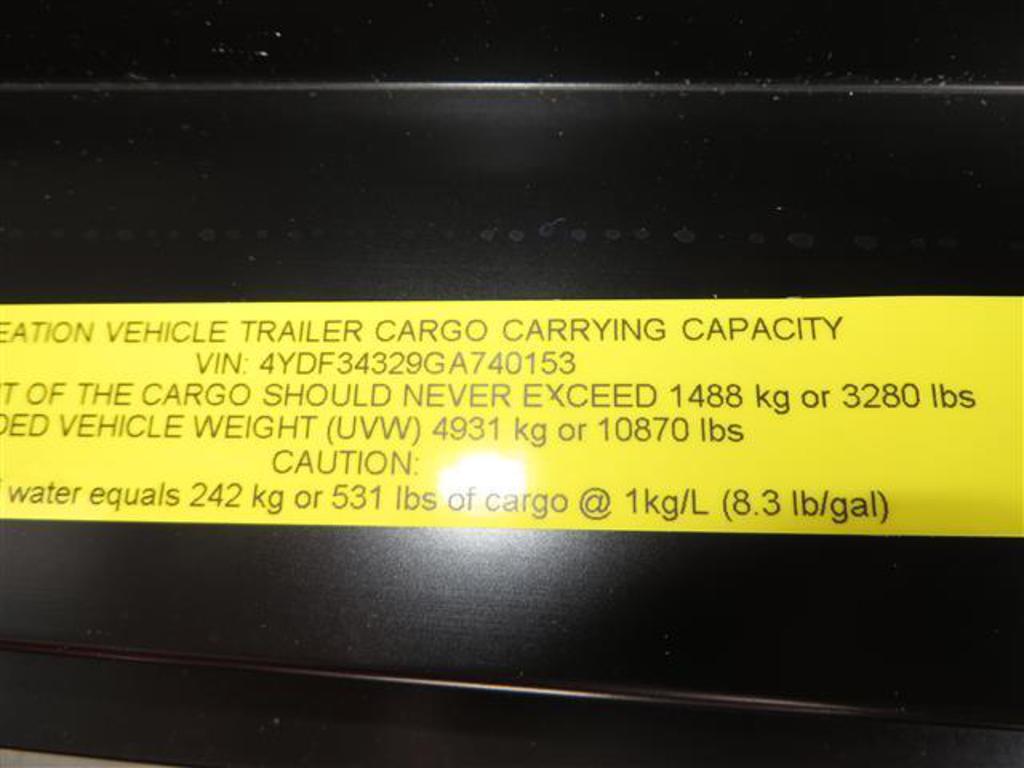 EATION VEHICLE TRAILER CARGO CARRYING CAPACITY
VIN: 4YDF34329GA740153
T OF THE CARGO SHOULD NEVER EXCEED 1488 kg or 3280 lbs
DED VEHICLE WEIGHT (UVW) 4931 kg or 10870 lbs
CAUTION:
water equals 242 kg or 531 lbs of cargo @ 1kg/L (8.3 lb/gal)